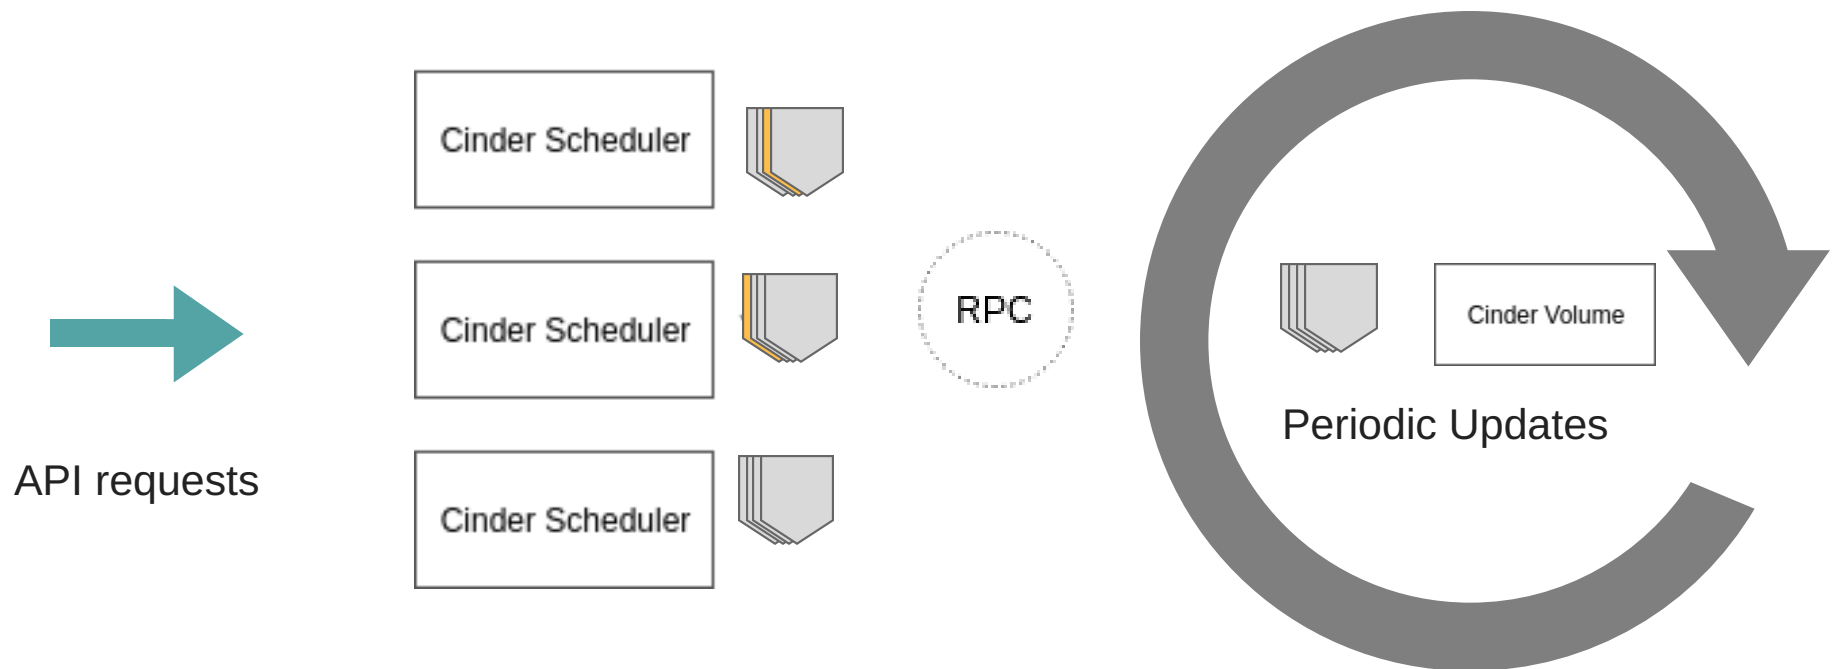 Cinder Scheduler
Cinder Scheduler
Cinder Scheduler
API requests
RPC
Cinder Volume
Periodic Updates